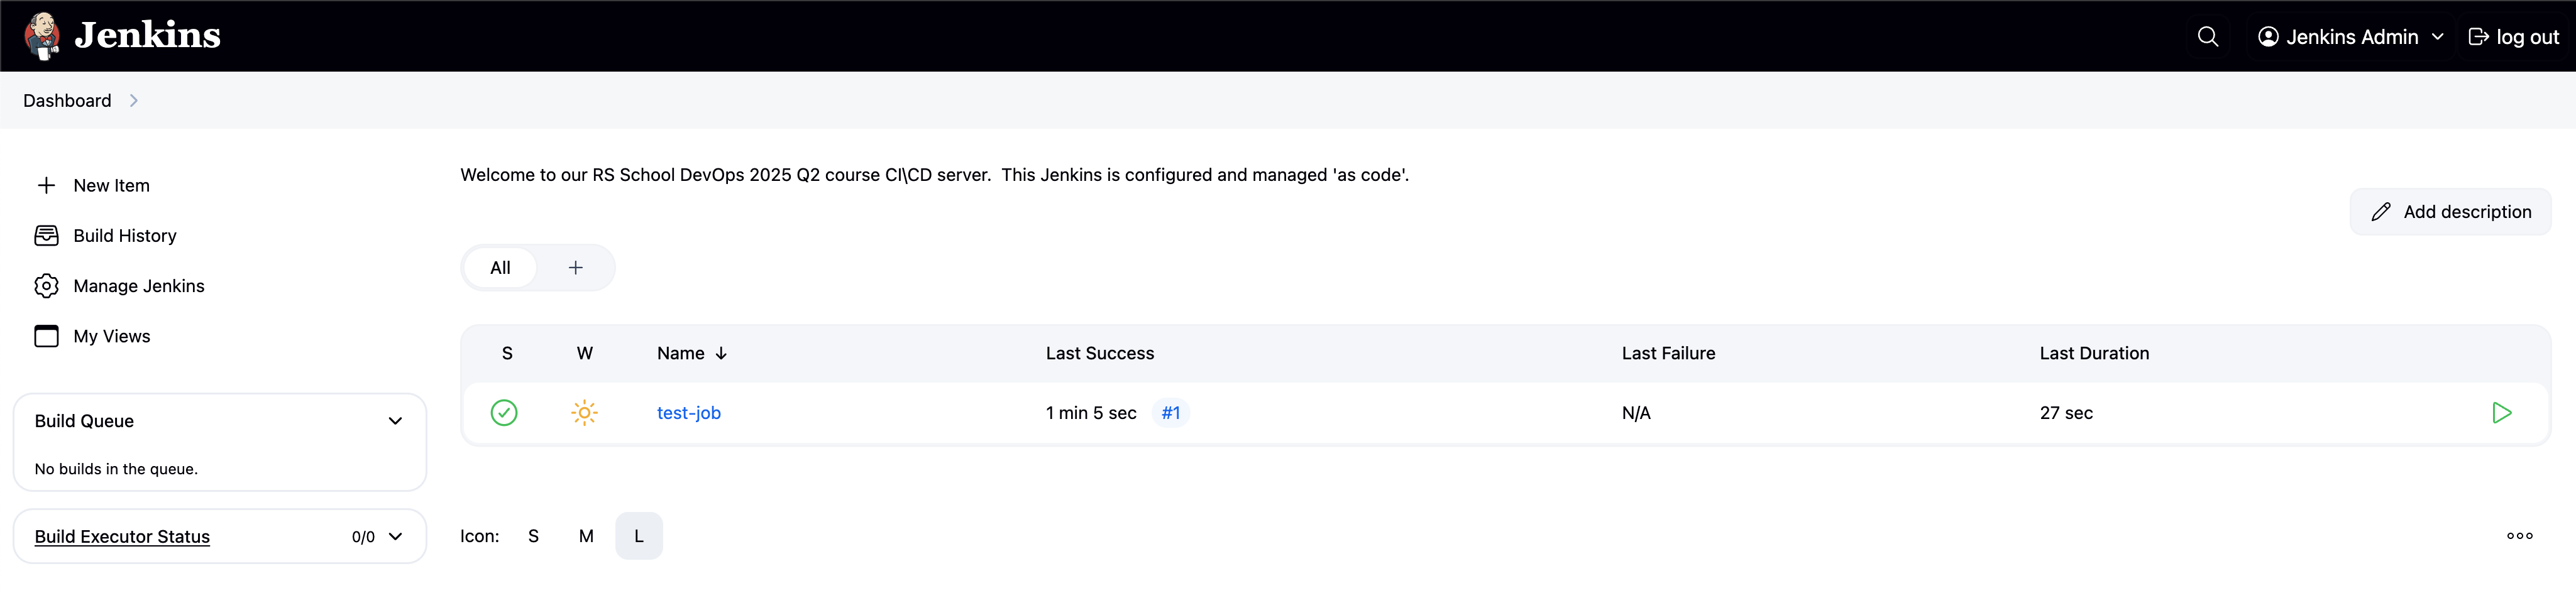 Jenkins
Jenkins Admin
log out
Dashboard
New Item
Build History
Manage Jenkins
My Views
Build Queue
No builds in the queue.
Build Executor Status 0/0
Welcome to our RS School DevOps 2025 Q2 course CI\CD server.  This Jenkins is configured and managed 'as code'.
Add description
All +
S W Name ↓ Last Success Last Failure Last Duration
test-job 1 min 5 sec #1 N/A 27 sec
Icon: S M L